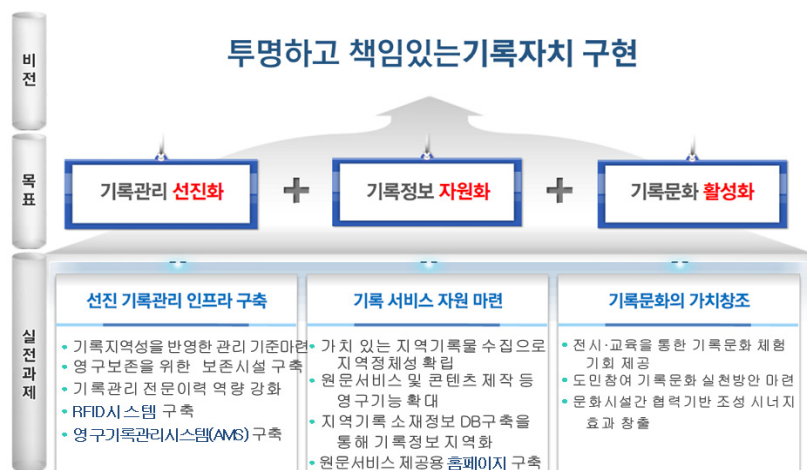 비전
투명하고 책임있는기록자치 구현
목표
기록관리 선진화
+
기록정보 자원화
+
기록문화 활성화
실전과제
선진 기록관리 인프라 구축
• 기록지역성을 반영한 관리 기준마련
• 영구보존을 위한 보존시설 구축
• 기록관리 전문이력 역량 강화
• RFID시스템 구축
• 영구기록관리시스템(AMS) 구축
기록 서비스 자원 마련
• 가치 있는 지역기록물 수집으로
지역정체성 확립
• 원문서비스 및 콘텐츠 제작 등
영구기능 확대
• 지역기록 소재정보 DB구축을
통해 기록정보 지역화
• 원문서비스 제공용 홈페이지 구축
기록문화의 가치창조
• 전시·교육을 통한 기록문화 체험
기회 제공
• 도민참여 기록문화 실천방안 마련
• 문화시설간 협력기반 조성 시너지
효과 창출